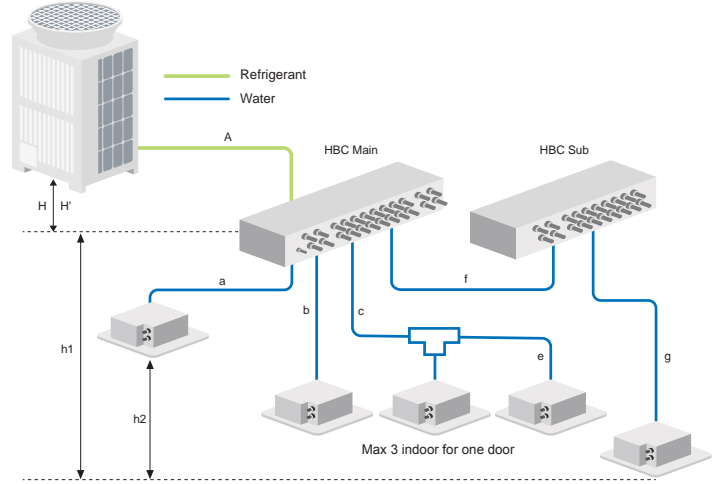 Refrigerant
Water
A
HBC Main
HBC Sub
H H'
a
f
b
c
h1
e
g
h2
Max 3 indoor for one door